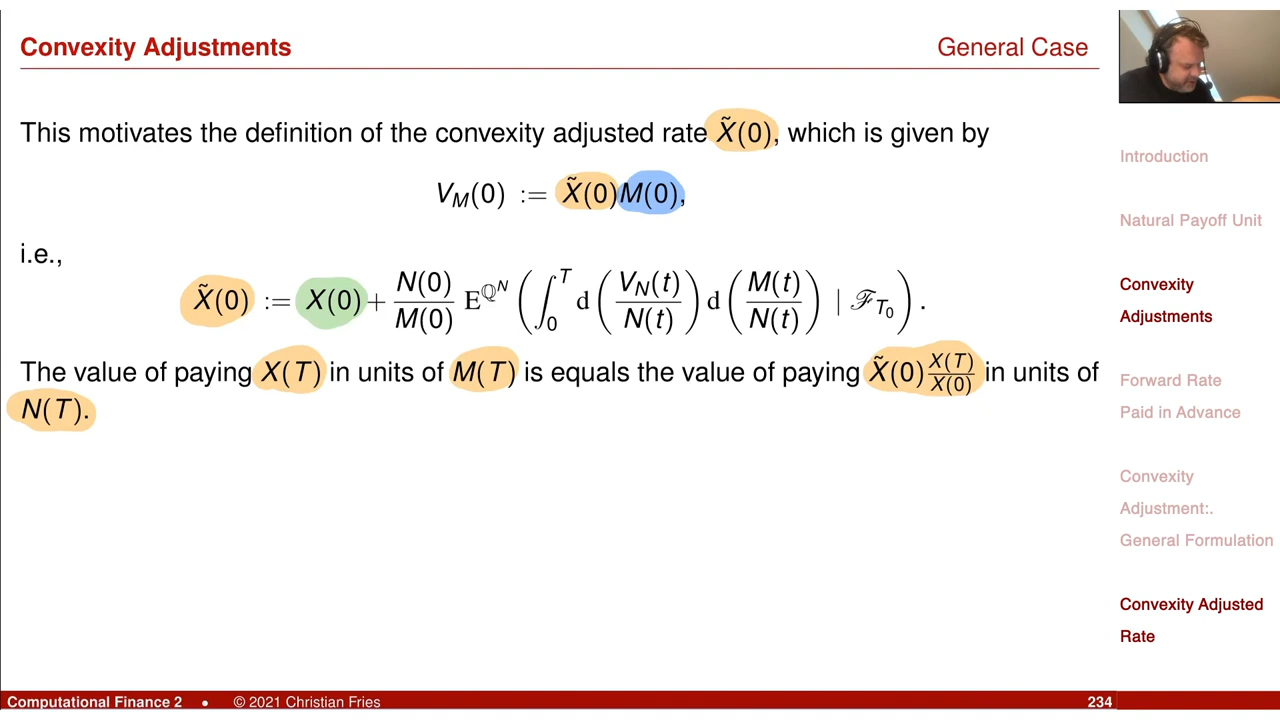 Convexity Adjustments
General Case
This motivates the definition of the convexity adjusted rate X̃(0), which is given by
V_M(0) := X̃(0)M(0),
i.e.,
X̃(0) := X(0) + N(0)/M(0) E^{ℚ^N} ( ∫_0^T d ( V_N(t)/N(t) ) d ( M(t)/N(t) ) | ℱ_{T_0} ) .
The value of paying X(T) in units of M(T) is equals the value of paying X̃(0) X(T)/X(0) in units of
N(T).
Introduction
Natural Payoff Unit
Convexity
Adjustments
Forward Rate
Paid in Advance
Convexity
Adjustment:.
General Formulation
Convexity Adjusted
Rate
Computational Finance 2 • © 2021 Christian Fries
234